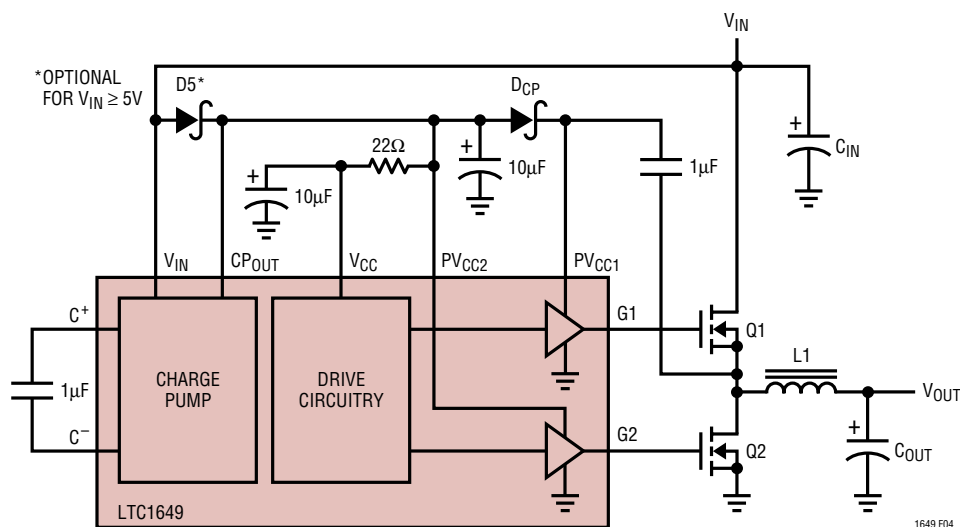 V_IN
*OPTIONAL
FOR V_IN ≥ 5V
D5*
D_CP
22Ω
+
10µF
+
10µF
1µF
+
C_IN
V_IN
CP_OUT
V_CC
PV_CC2
PV_CC1
C+
1µF
C−
CHARGE
PUMP
DRIVE
CIRCUITRY
G1
Q1
L1
V_OUT
G2
Q2
+
C_OUT
LTC1649
1649 F04